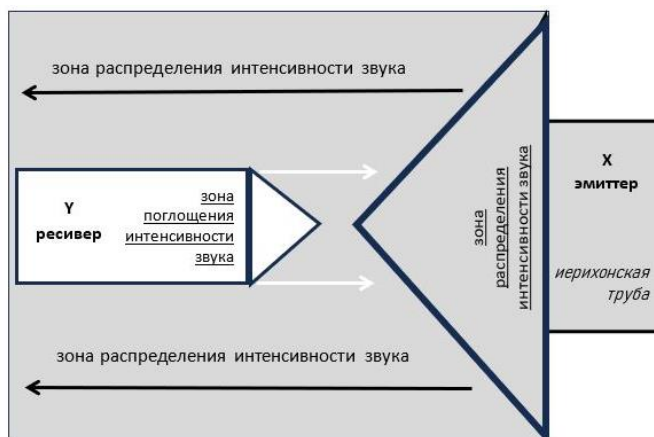 зона распределения интенсивности звука
Y
ресивер
зона
поглощения
интенсивности
звука
зона
распределения
интенсивности звука
X
эмиттер
иерихонская
труба
зона распределения интенсивности звука